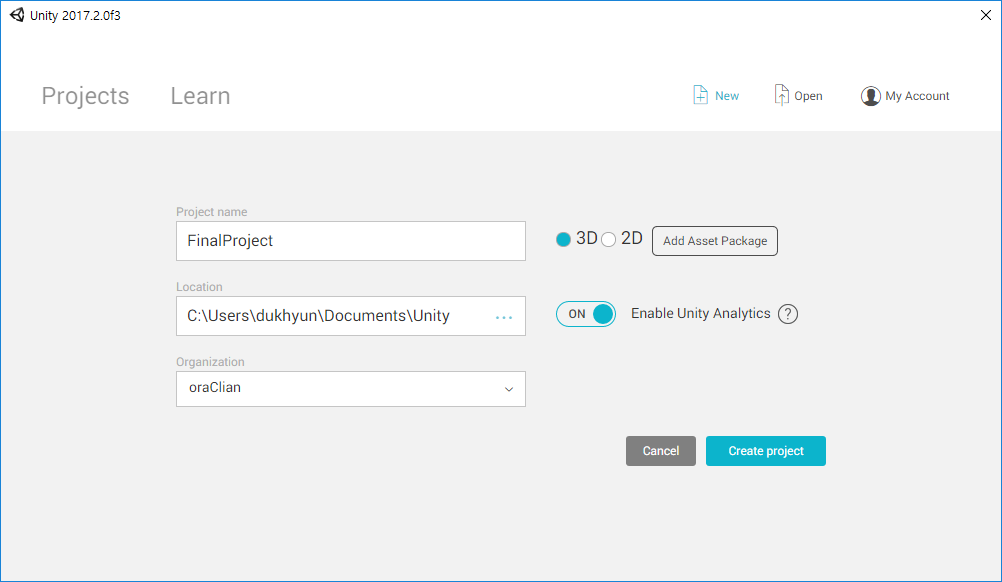 Unity 2017.2.0f3
Projects Learn New Open My Account
Project name
FinalProject
3D 2D Add Asset Package
Location
C:\Users\dukhyun\Documents\Unity ...
ON Enable Unity Analytics ?
Organization
oraClian
Cancel Create project